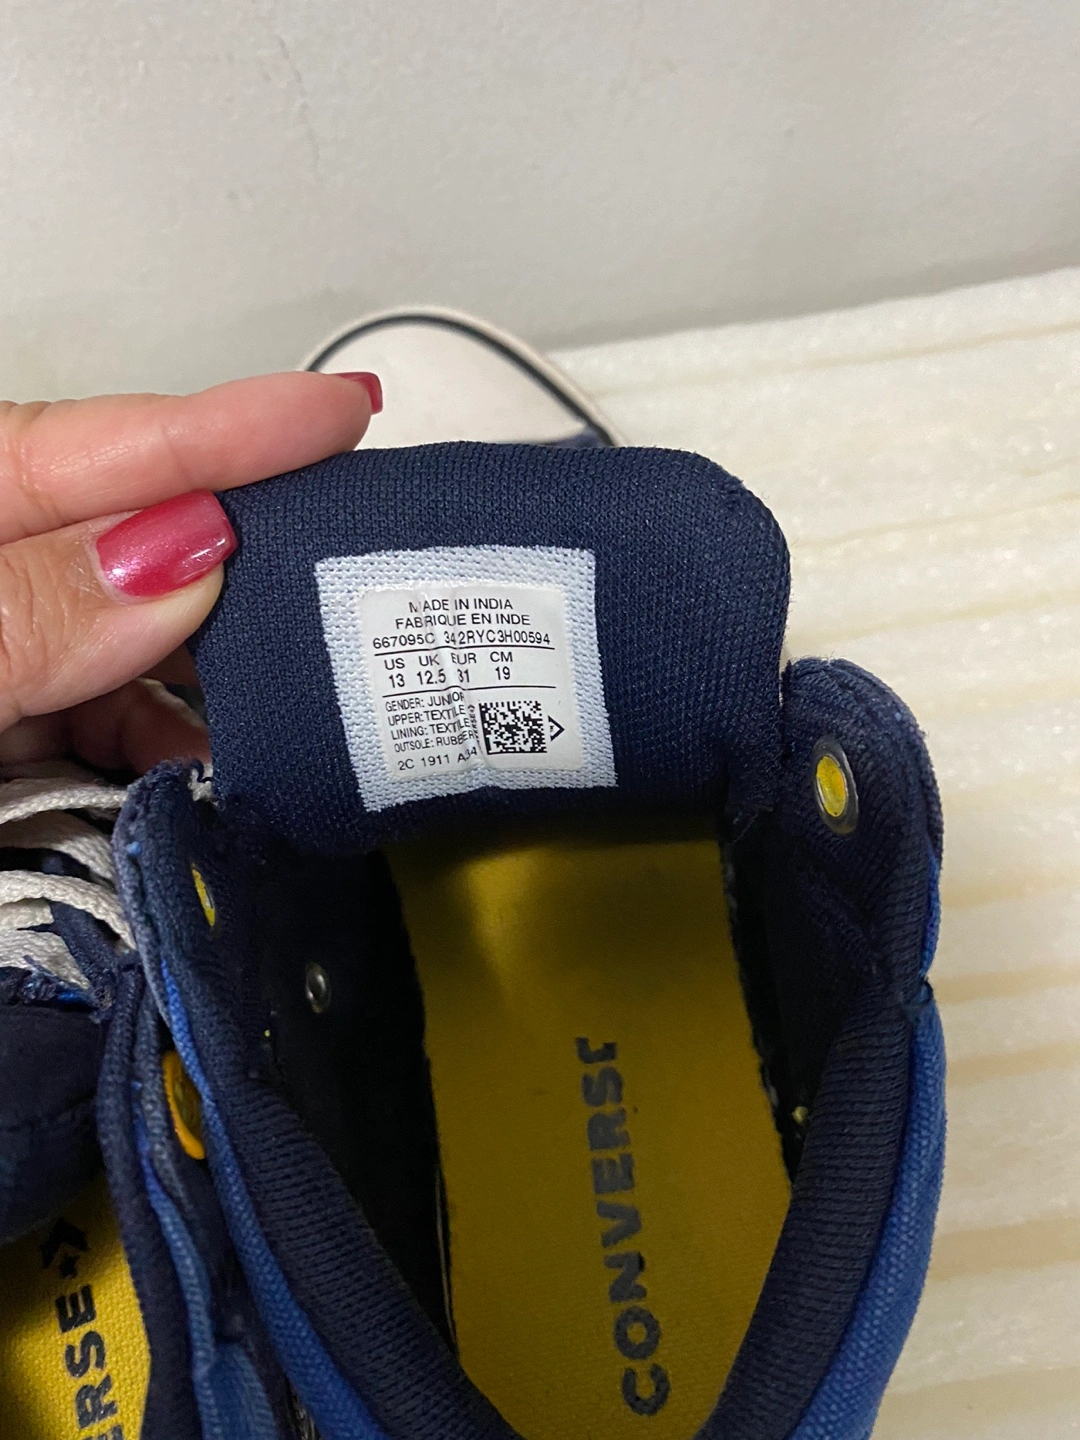 MADE IN INDIA
FABRIQUE EN INDE
667095C 342RYC3H00594
US UK EUR CM
13 12.5 31 19
GENDER: JUNIOR
UPPER: TEXTILE
LINING: TEXTILE
OUTSOLE: RUBBER
2C 1911
CONVERSE
ERSE